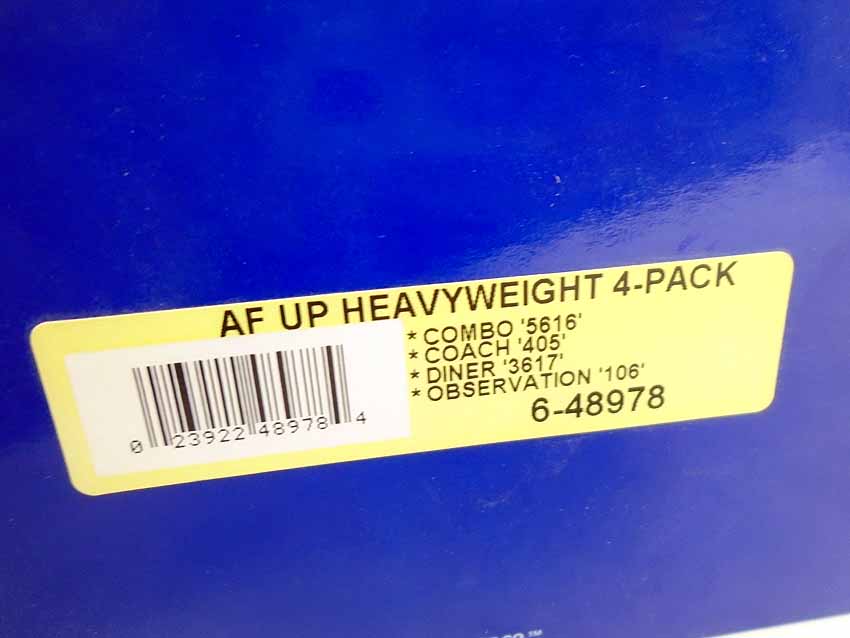 AF UP HEAVYWEIGHT 4-PACK
* COMBO '5616'
* COACH '405'
* DINER '3617'
* OBSERVATION '106'
6-48978
0 23922 48978 4